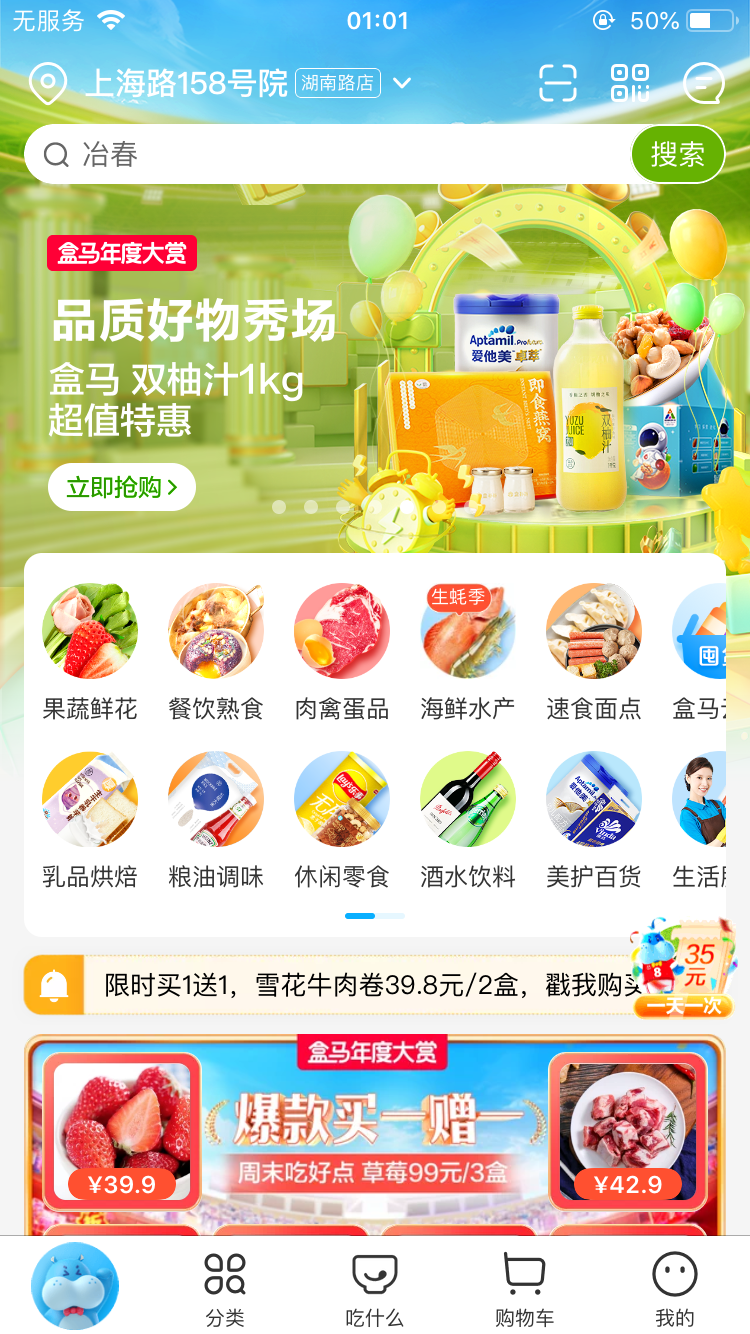 无服务
01:01
50%
上海路158号院
湖南路店
冶春
搜索
盒马年度大赏
品质好物秀场
盒马 双柚汁1kg
超值特惠
立即抢购
Aptamil
爱他美 卓萃
即食燕窝
YUZU
JUICE
双柚汁
生蚝季
果蔬鲜花
餐饮熟食
肉禽蛋品
海鲜水产
速食面点
盒马
乳品烘焙
粮油调味
休闲零食
酒水饮料
美护百货
生活
限时买1送1，雪花牛肉卷39.8元/2盒，戳我购买
35
元
一天一次
盒马年度大赏
爆款买一赠一
周末吃好点 草莓99元/3盒
¥39.9
¥42.9
分类
吃什么
购物车
我的